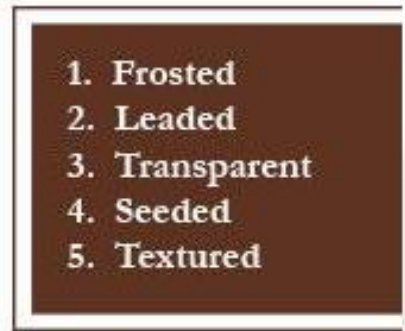 1. Frosted
2. Leaded
3. Transparent
4. Seeded
5. Textured